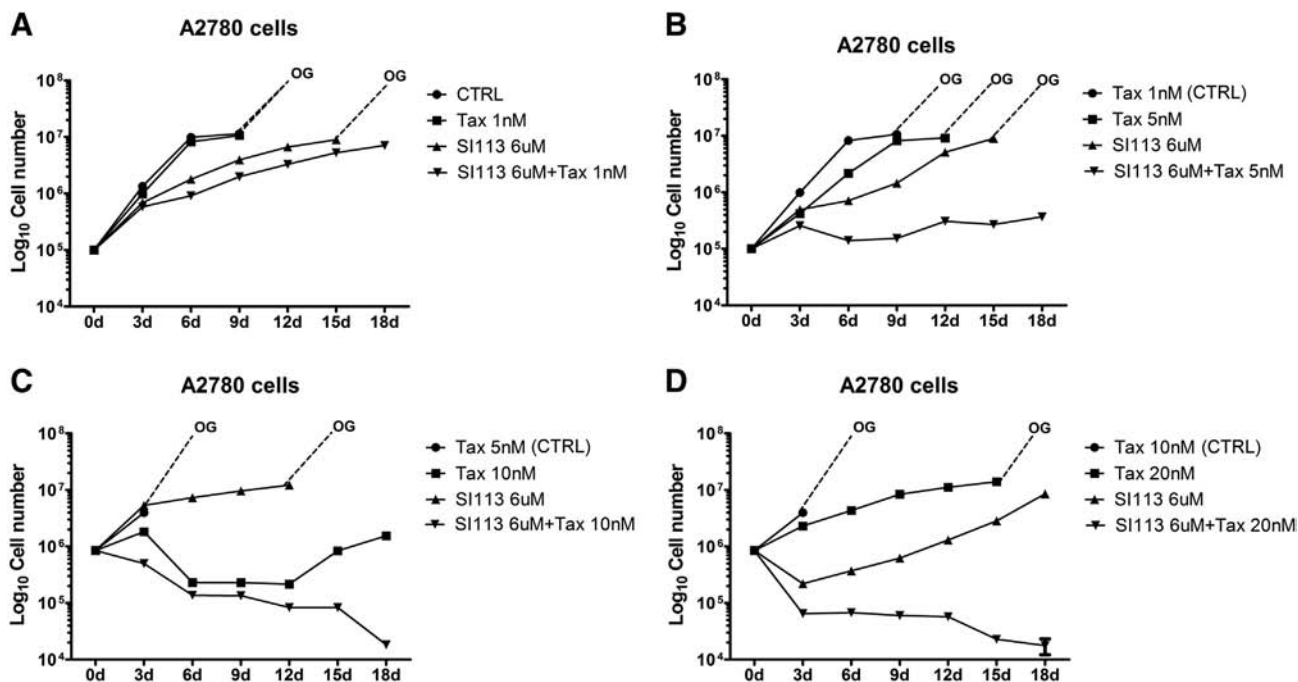 A
A2780 cells
Log₁₀ Cell number
10⁸
10⁷
10⁶
10⁵
10⁴
0d 3d 6d 9d 12d 15d 18d
OG
OG
CTRL
Tax 1nM
SI113 6uM
SI113 6uM+Tax 1nM
B
A2780 cells
Log₁₀ Cell number
10⁸
10⁷
10⁶
10⁵
10⁴
0d 3d 6d 9d 12d 15d 18d
OG
OG
OG
Tax 1nM (CTRL)
Tax 5nM
SI113 6uM
SI113 6uM+Tax 5nM
C
A2780 cells
Log₁₀ Cell number
10⁸
10⁷
10⁶
10⁵
10⁴
0d 3d 6d 9d 12d 15d 18d
OG
OG
Tax 5nM (CTRL)
Tax 10nM
SI113 6uM
SI113 6uM+Tax 10nM
D
A2780 cells
Log₁₀ Cell number
10⁸
10⁷
10⁶
10⁵
10⁴
0d 3d 6d 9d 12d 15d 18d
OG
OG
Tax 10nM (CTRL)
Tax 20nM
SI113 6uM
SI113 6uM+Tax 20nM